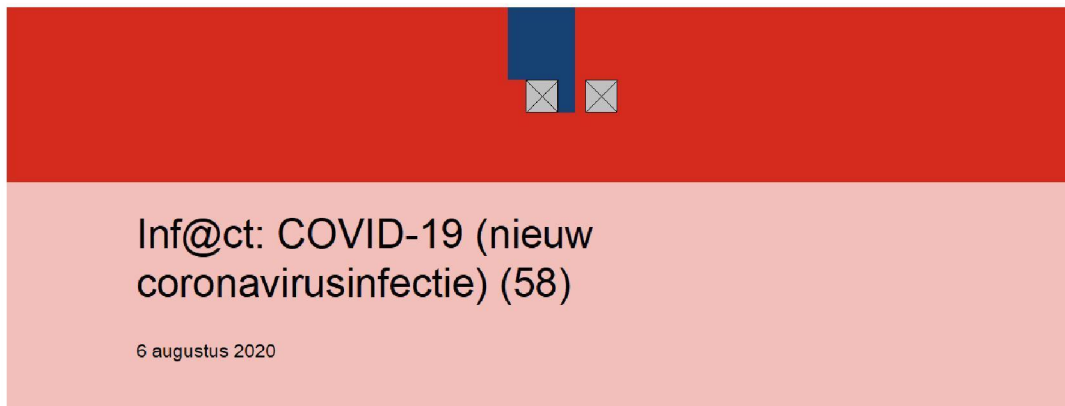 Inf@ct: COVID-19 (nieuw
coronavirusinfectie) (58)
6 augustus 2020